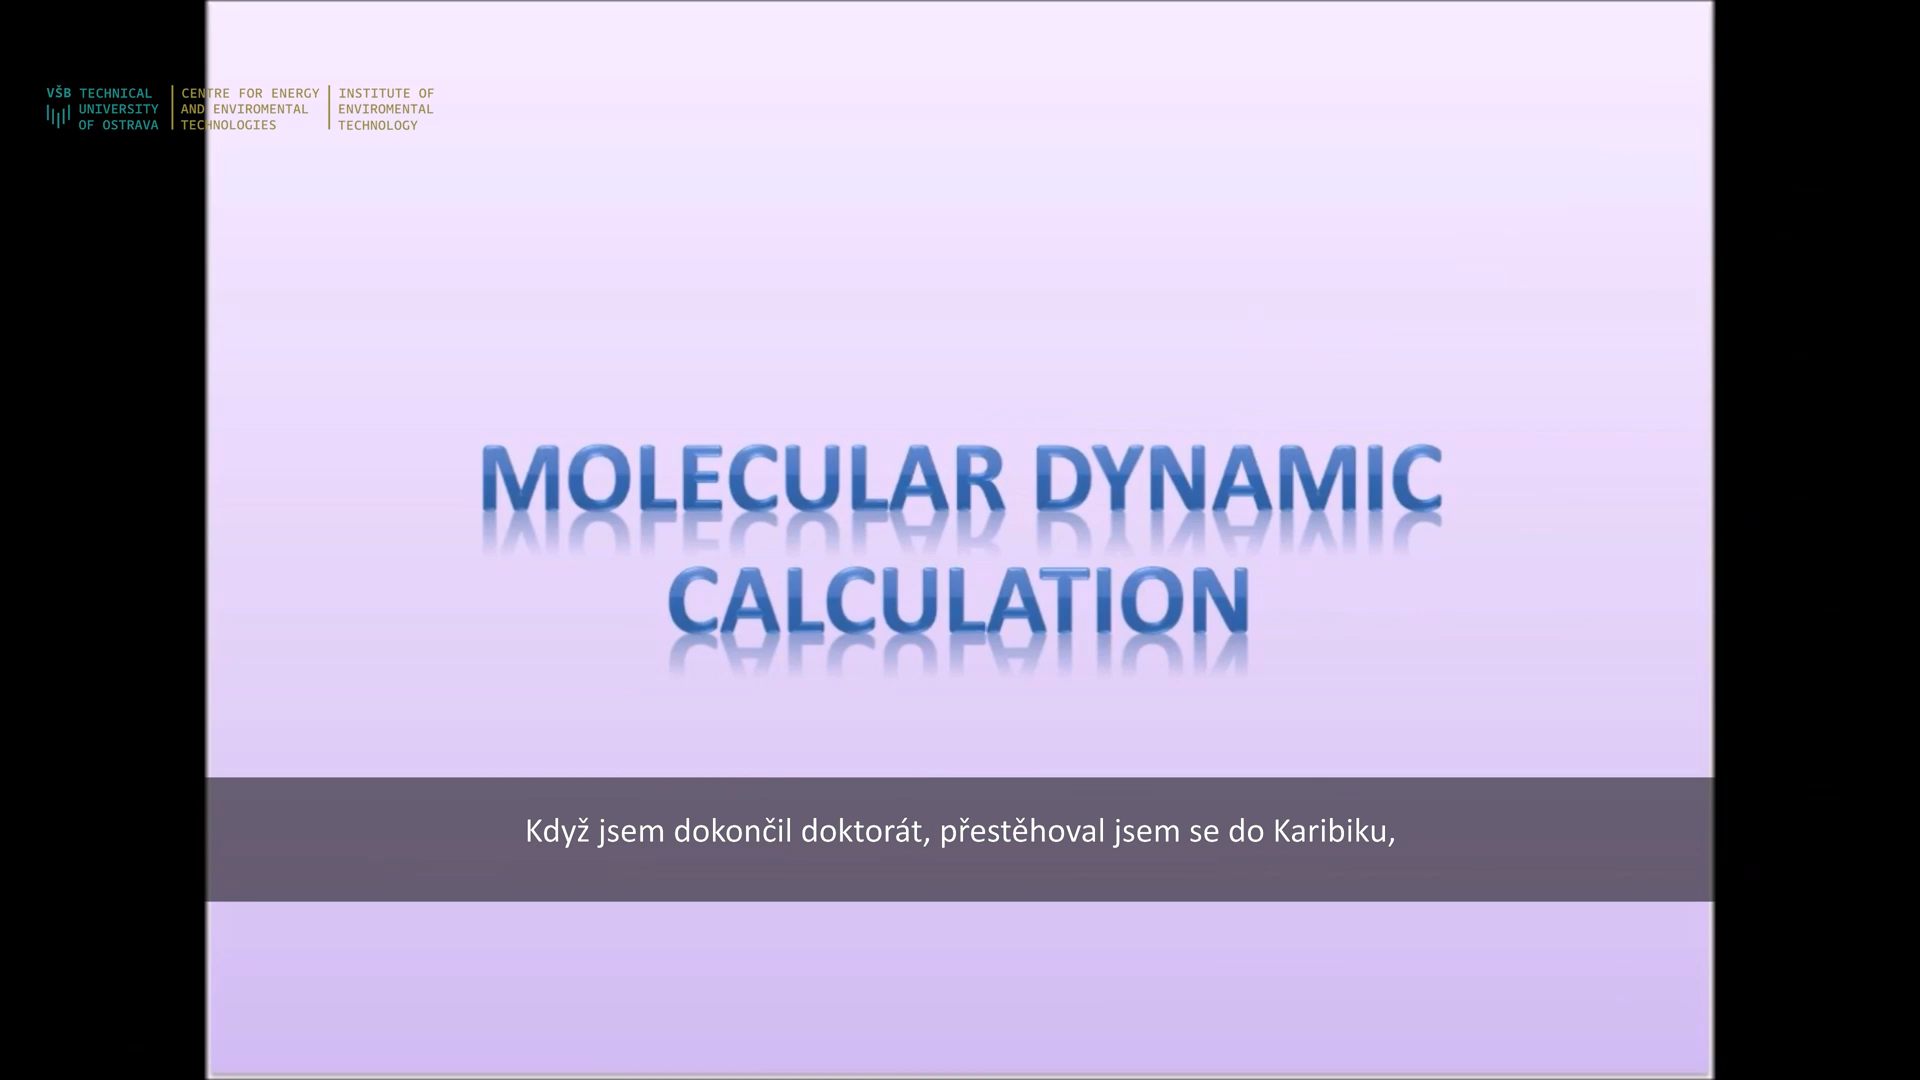 VŠB TECHNICAL
UNIVERSITY
OF OSTRAVA
CENTRE FOR ENERGY
AND ENVIROMENTAL
TECHNOLOGIES
INSTITUTE OF
ENVIROMENTAL
TECHNOLOGY
MOLECULAR DYNAMIC
CALCULATION
Když jsem dokončil doktorát, přestěhoval jsem se do Karibiku,